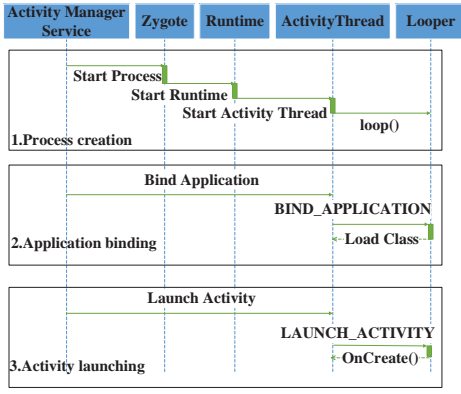 Activity Manager
Service
Zygote
Runtime
ActivityThread
Looper
Start Process
Start Runtime
Start Activity Thread
loop()
1.Process creation
Bind Application
BIND_APPLICATION
Load Class
2.Application binding
Launch Activity
LAUNCH_ACTIVITY
OnCreate()
3.Activity launching